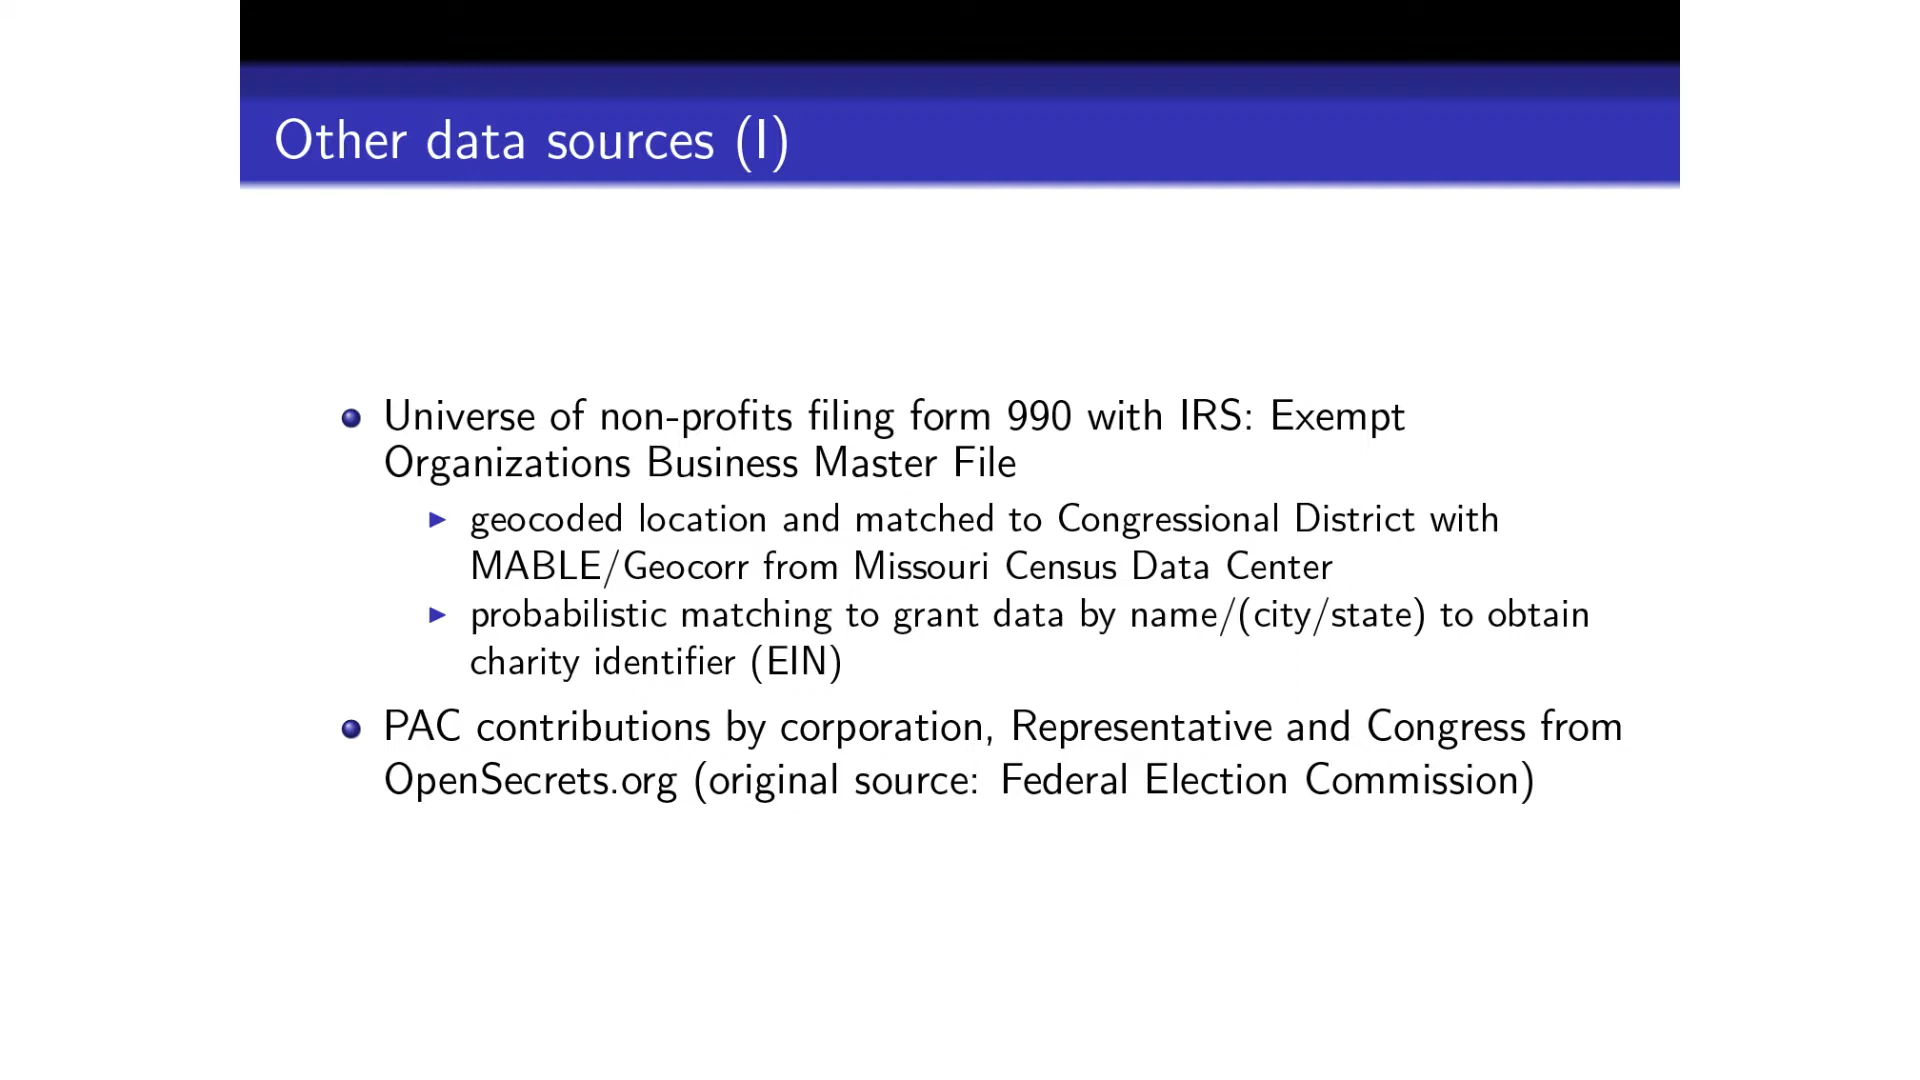 Other data sources (I)
Universe of non-profits filing form 990 with IRS: Exempt
Organizations Business Master File
geocoded location and matched to Congressional District with
MABLE/Geocorr from Missouri Census Data Center
probabilistic matching to grant data by name/(city/state) to obtain
charity identifier (EIN)
PAC contributions by corporation, Representative and Congress from
OpenSecrets.org (original source: Federal Election Commission)